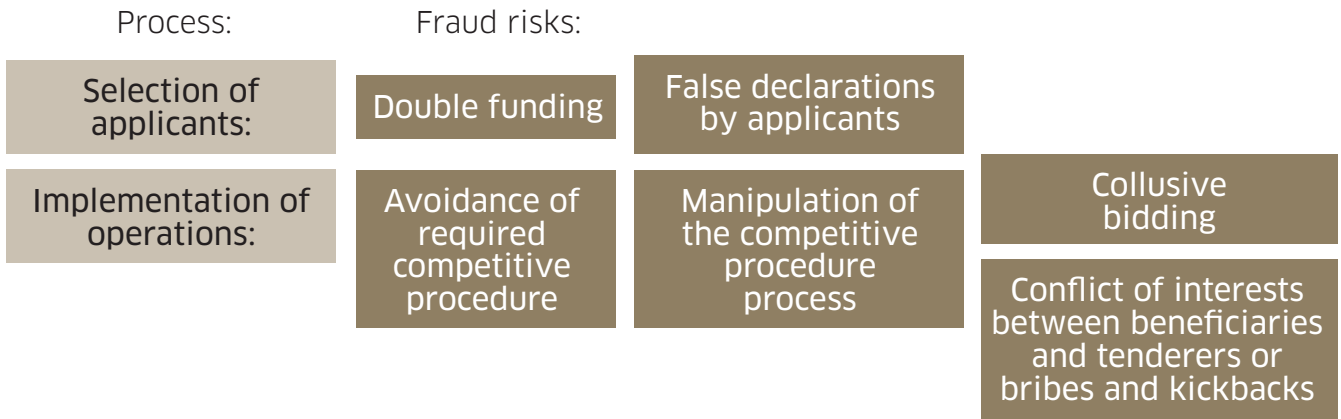 Process:
Fraud risks:
Selection of
applicants:
Double funding
False declarations
by applicants
Implementation of
operations:
Avoidance of
required
competitive
procedure
Manipulation of
the competitive
procedure
process
Collusive
bidding
Conflict of interests
between beneficiaries
and tenderers or
bribes and kickbacks